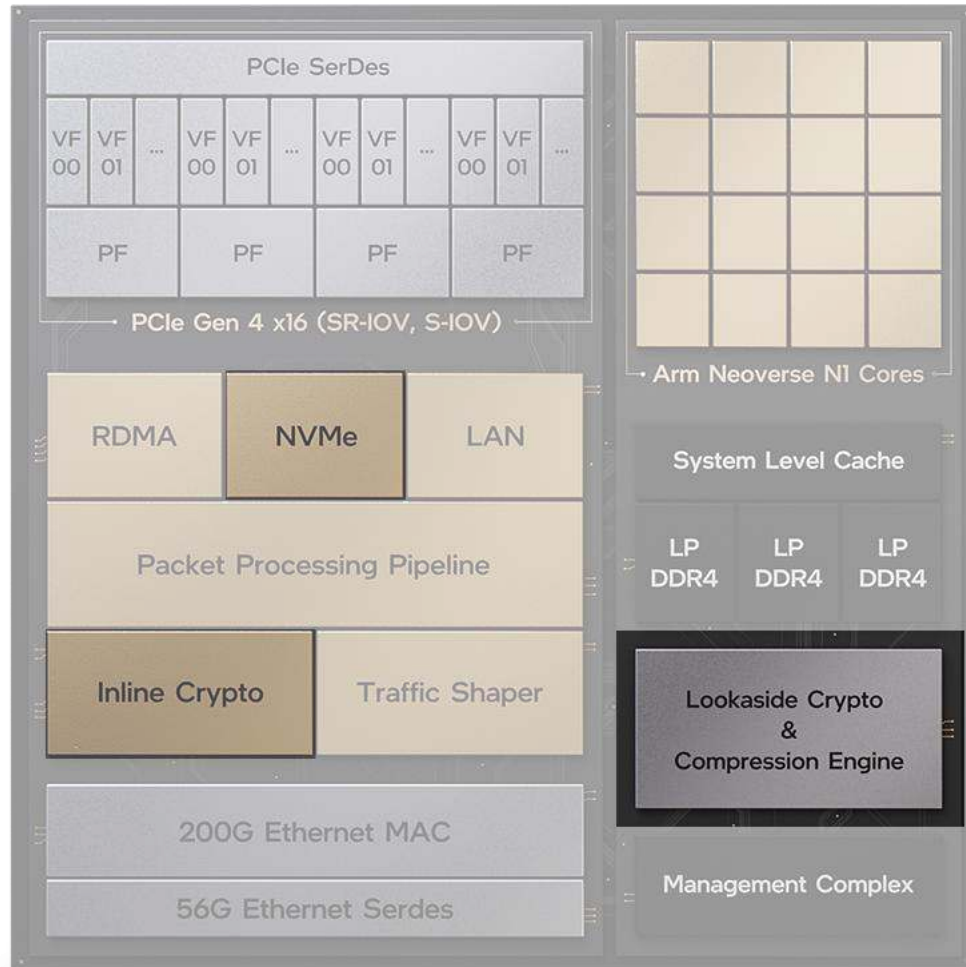 PCIe SerDes
VF 00 VF 01 ... VF 00 VF 01 ... VF 00 VF 01 ... VF 00 VF 01 ...
PF PF PF PF
PCIe Gen 4 x16 (SR-IOV, S-IOV)
RDMA NVMe LAN
Packet Processing Pipeline
Inline Crypto Traffic Shaper
200G Ethernet MAC
56G Ethernet Serdes
Arm Neoverse N1 Cores
System Level Cache
LP DDR4 LP DDR4 LP DDR4
Lookaside Crypto
&
Compression Engine
Management Complex